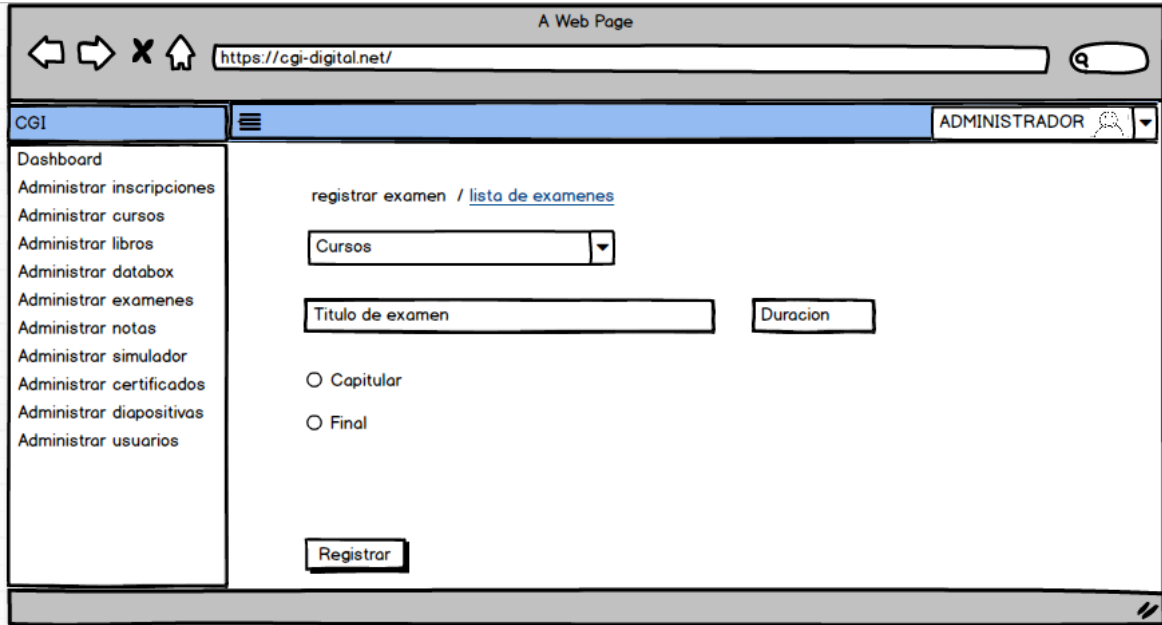 A Web Page
https://cgi-digital.net/
CGI
ADMINISTRADOR
Dashboard
Administrar inscripciones
Administrar cursos
Administrar libros
Administrar databox
Administrar examenes
Administrar notas
Administrar simulador
Administrar certificados
Administrar diapositivas
Administrar usuarios
registrar examen / lista de examenes
Cursos
Titulo de examen
Duracion
Capitular
Final
Registrar